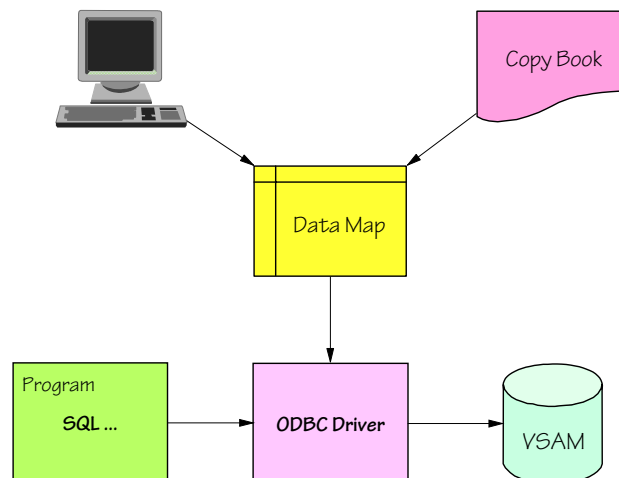 Copy Book
Data Map
Program
SQL ...
ODBC Driver
VSAM